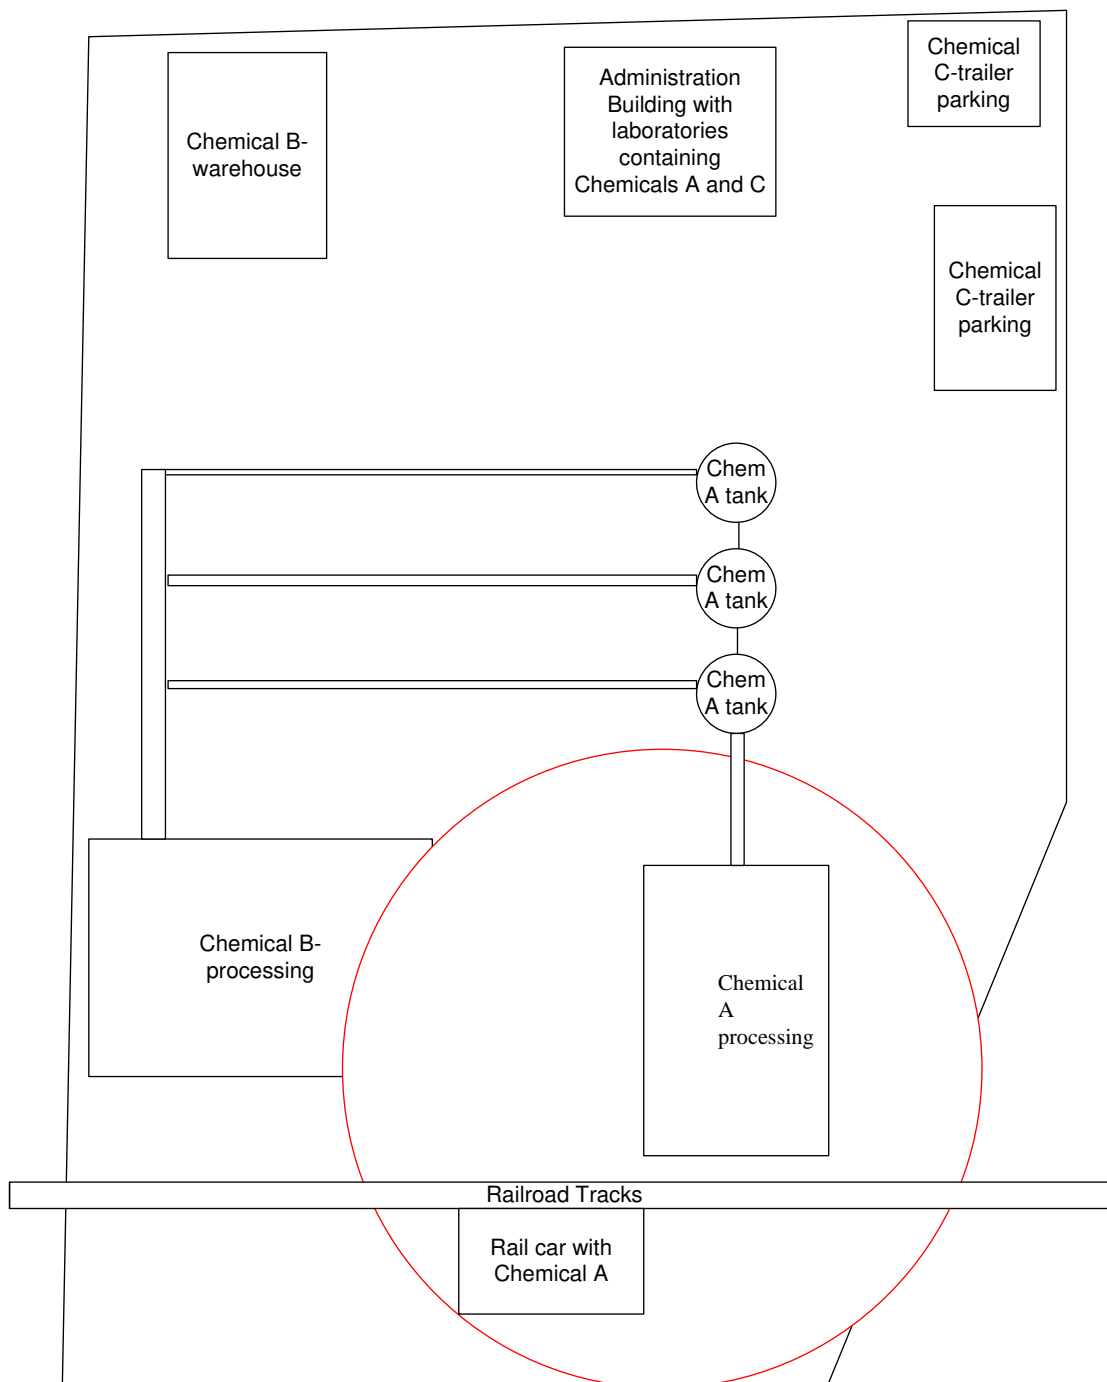 Chemical B-
warehouse
Administration
Building with
laboratories
containing
Chemicals A and C
Chemical
C-trailer
parking
Chemical
C-trailer
parking
Chem
A tank
Chem
A tank
Chem
A tank
Chemical B-
processing
Chemical
A
processing
Railroad Tracks
Rail car with
Chemical A